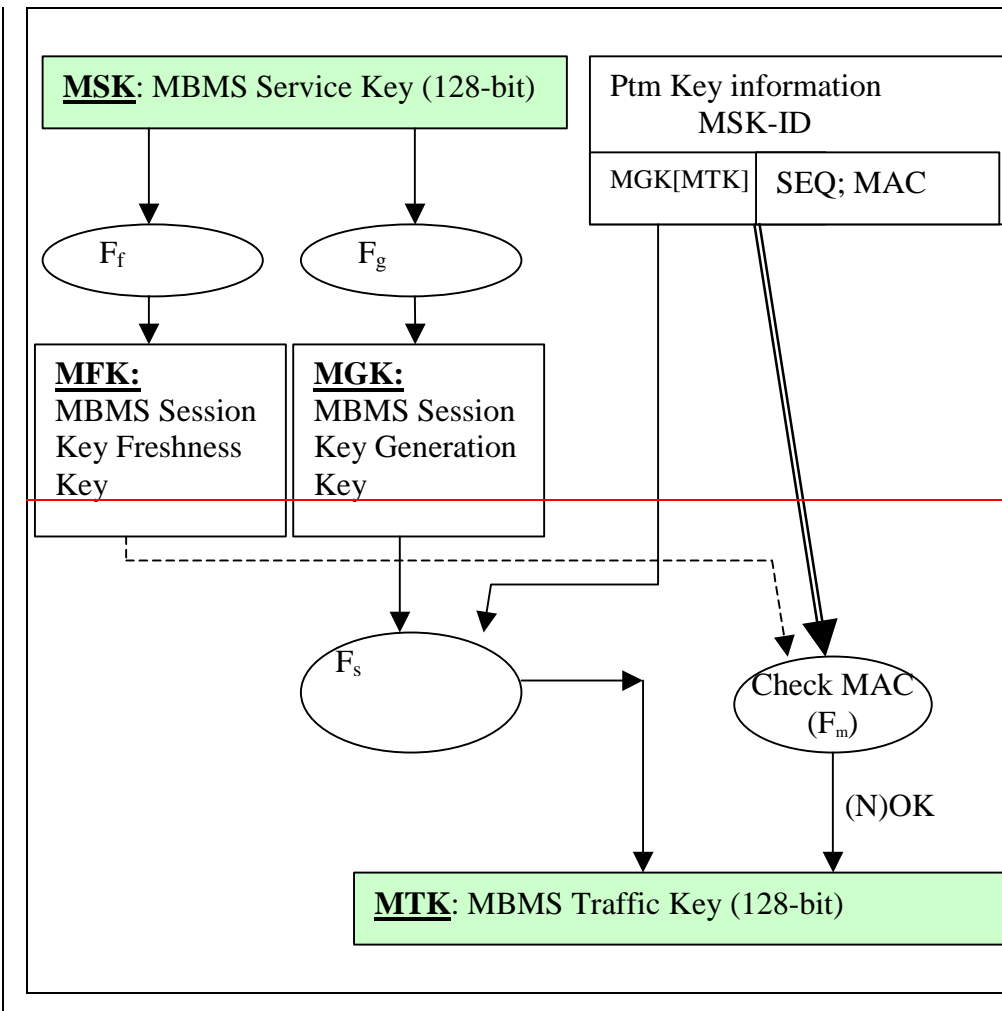 MSK: MBMS Service Key (128-bit)
Ptm Key information
MSK-ID
MGK[MTK]
SEQ; MAC
Ff
Fg
MFK:
MBMS Session
Key Freshness
Key
MGK:
MBMS Session
Key Generation
Key
Fs
Check MAC
(Fm)
(N)OK
MTK: MBMS Traffic Key (128-bit)